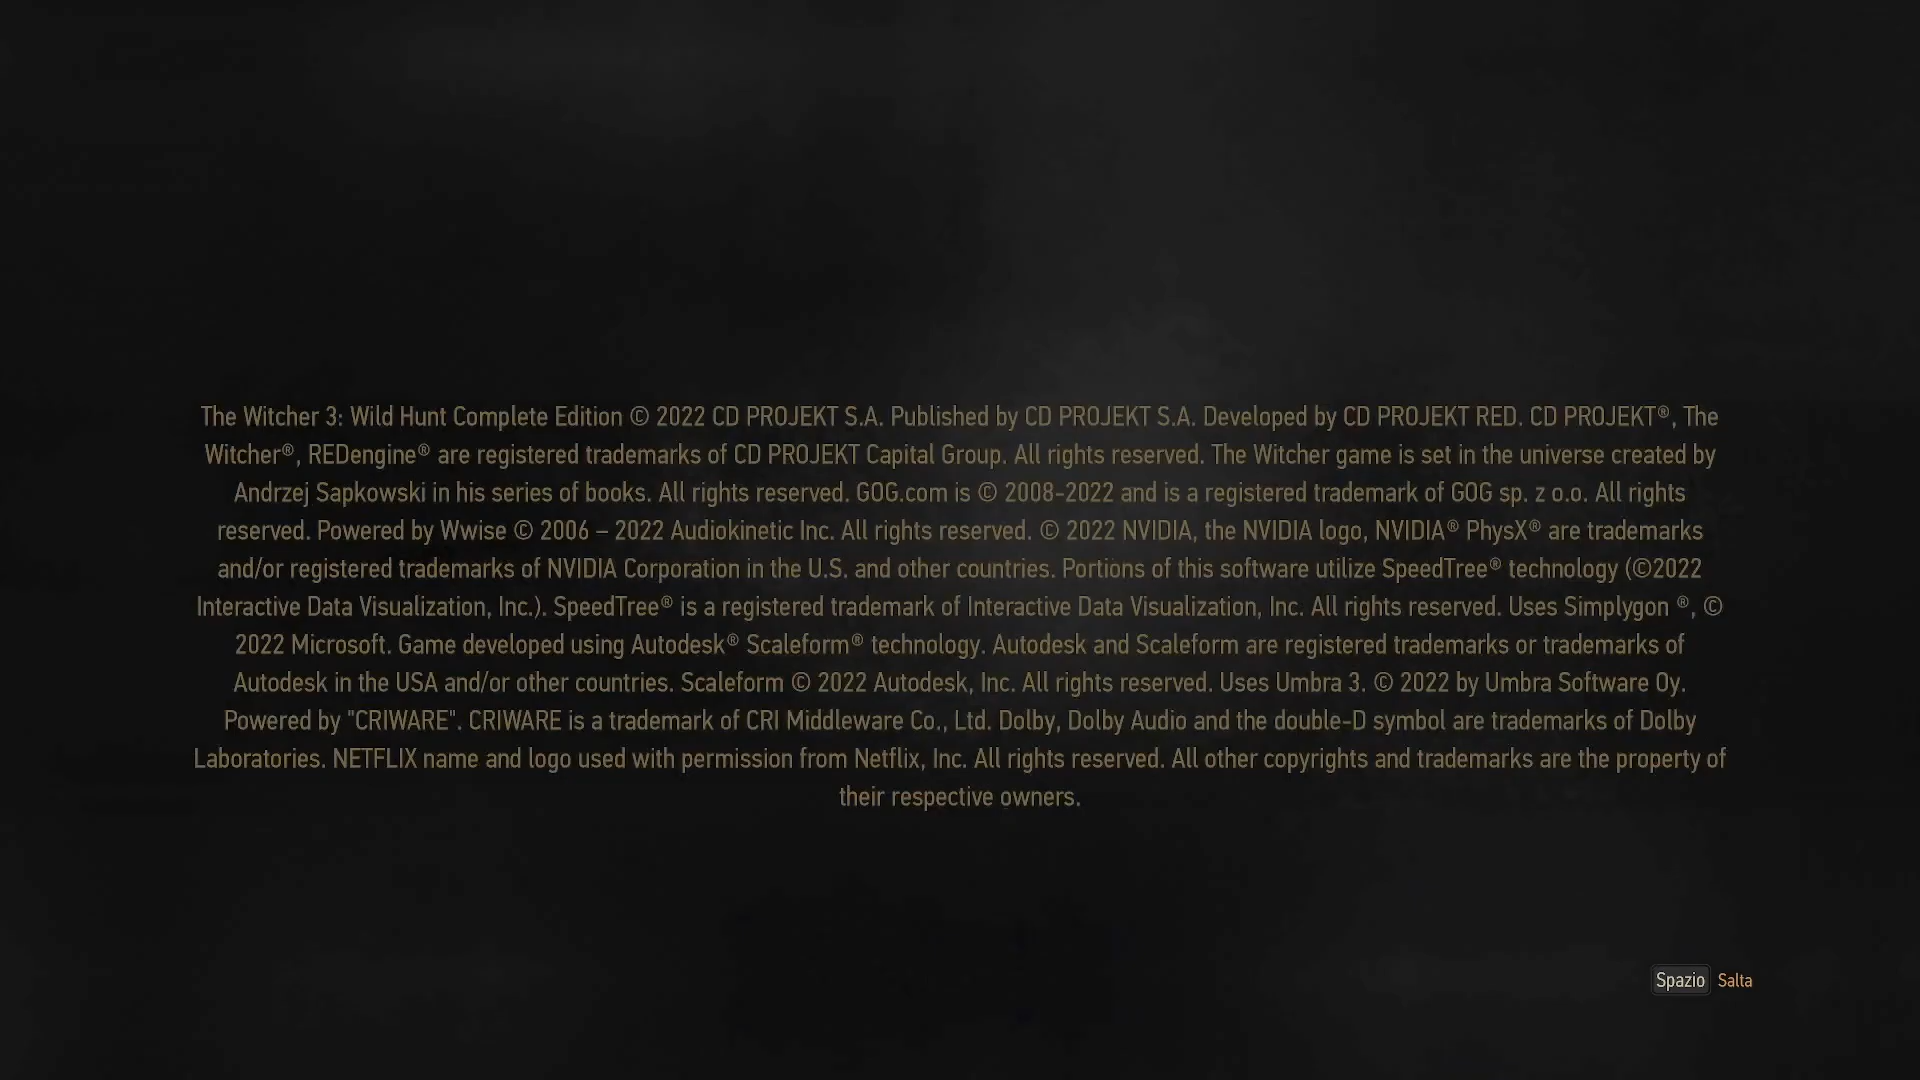 The Witcher 3: Wild Hunt Complete Edition © 2022 CD PROJEKT S.A. Published by CD PROJEKT S.A. Developed by CD PROJEKT RED. CD PROJEKT®, The
Witcher®, REDengine® are registered trademarks of CD PROJEKT Capital Group. All rights reserved. The Witcher game is set in the universe created by
Andrzej Sapkowski in his series of books. All rights reserved. GOG.com is © 2008-2022 and is a registered trademark of GOG sp. z o.o. All rights
reserved. Powered by Wwise © 2006 – 2022 Audiokinetic Inc. All rights reserved. © 2022 NVIDIA, the NVIDIA logo, NVIDIA® PhysX® are trademarks
and/or registered trademarks of NVIDIA Corporation in the U.S. and other countries. Portions of this software utilize SpeedTree® technology (©2022
Interactive Data Visualization, Inc.). SpeedTree® is a registered trademark of Interactive Data Visualization, Inc. All rights reserved. Uses Simplygon ®, ©
2022 Microsoft. Game developed using Autodesk® Scaleform® technology. Autodesk and Scaleform are registered trademarks or trademarks of
Autodesk in the USA and/or other countries. Scaleform © 2022 Autodesk, Inc. All rights reserved. Uses Umbra 3. © 2022 by Umbra Software Oy.
Powered by "CRIWARE". CRIWARE is a trademark of CRI Middleware Co., Ltd. Dolby, Dolby Audio and the double-D symbol are trademarks of Dolby
Laboratories. NETFLIX name and logo used with permission from Netflix, Inc. All rights reserved. All other copyrights and trademarks are the property of
their respective owners.
Spazio Salta